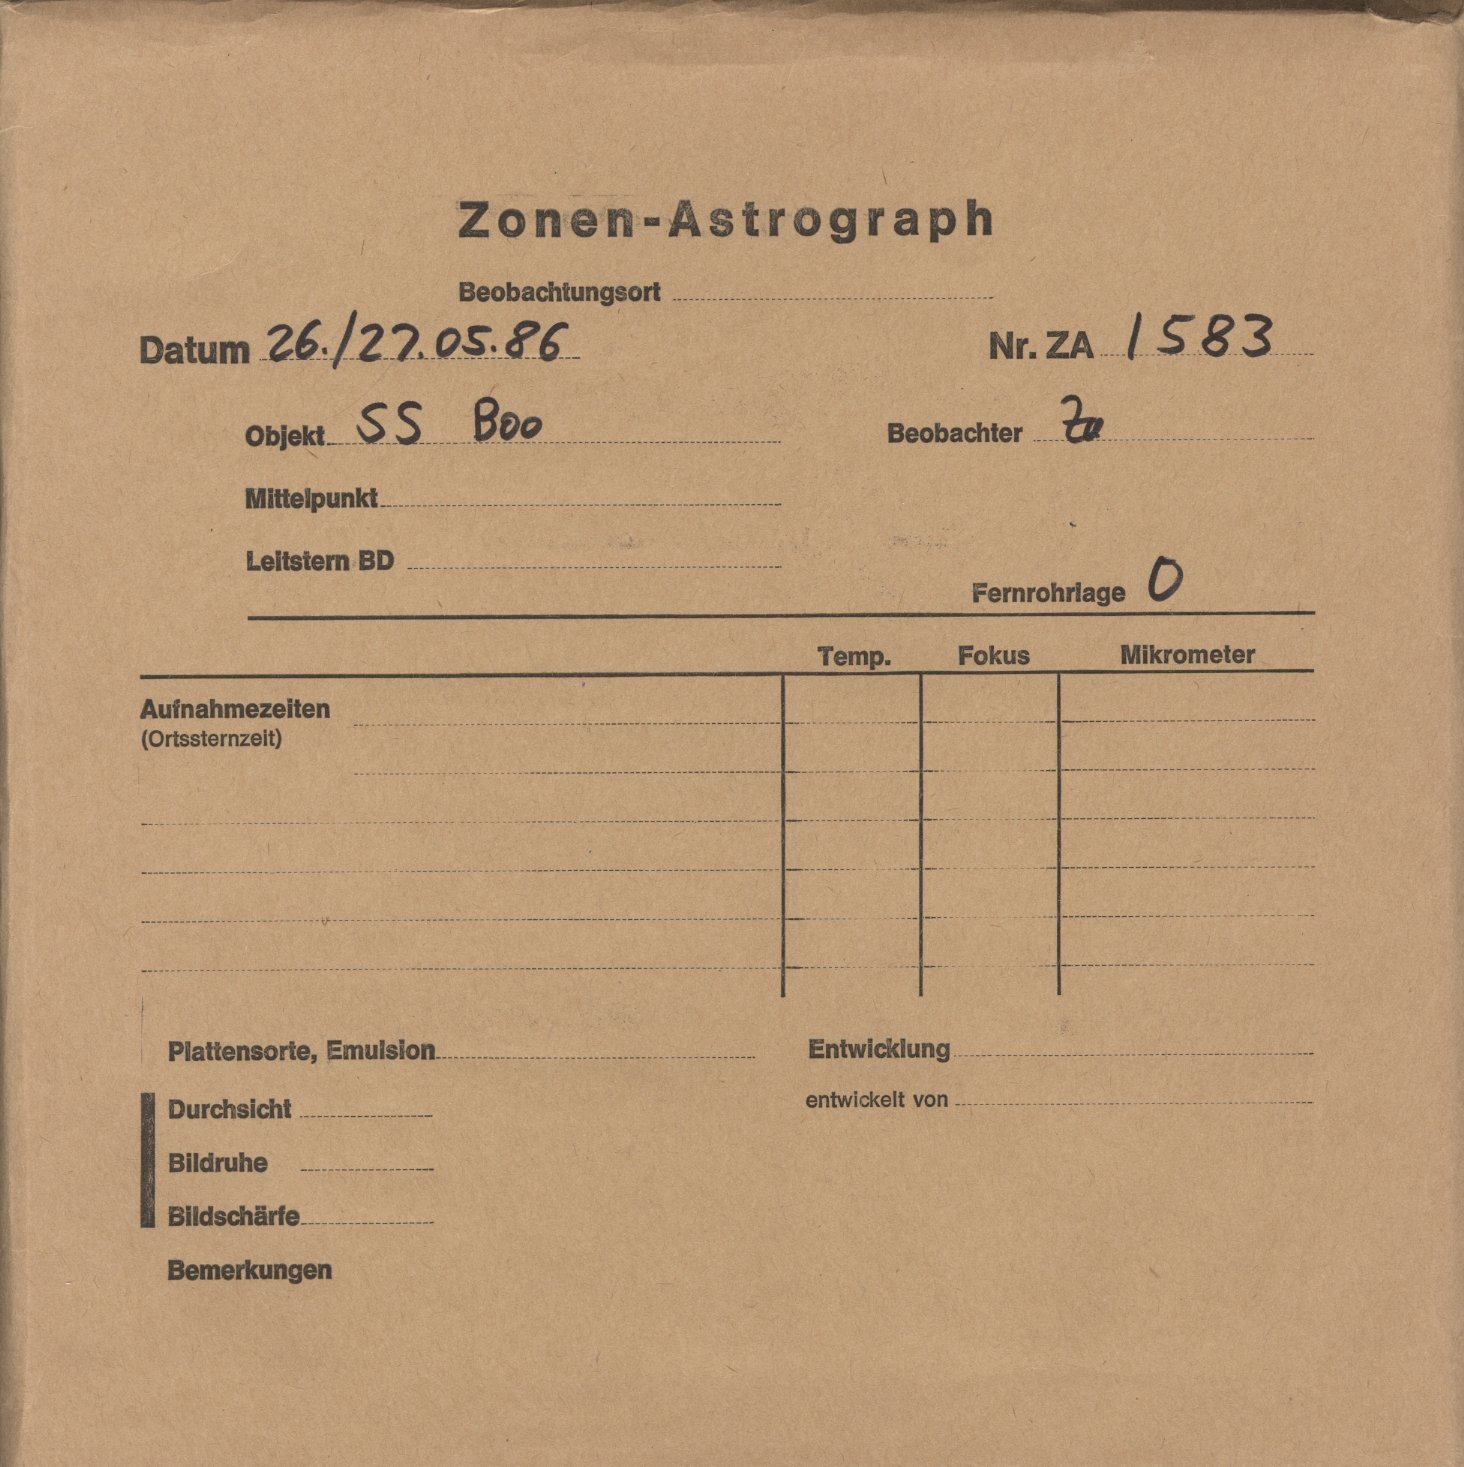 Zonen-Astrograph
Beobachtungsort
Datum 26./27.05.86 Nr. ZA 1583
Objekt SS Boo Beobachter
Mittelpunkt
Leitstern BD
Fernrohrlage O
Temp. Fokus Mikrometer
Aufnahmezeiten
(Ortssternzeit)
Plattensorte, Emulsion Entwicklung
Durchsicht entwickelt von
Bildruhe
Bildschärfe
Bemerkungen